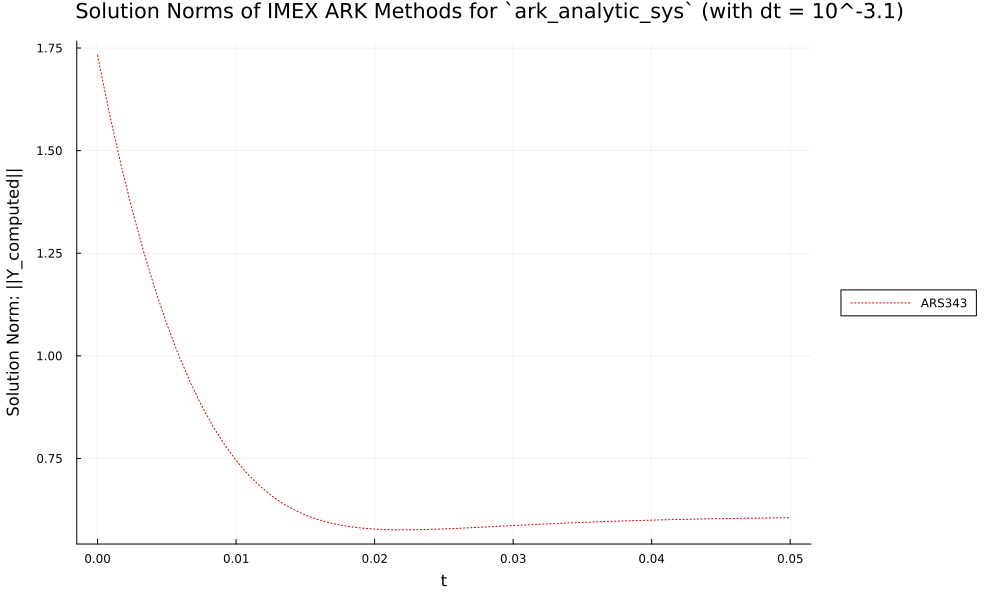 Solution Norms of IMEX ARK Methods for `ark_analytic_sys` (with dt = 10^-3.1)
Solution Norm: ||Y_computed||
1.75
1.50
1.25
1.00
0.75
0.00
0.01
0.02
0.03
0.04
0.05
t
ARS343